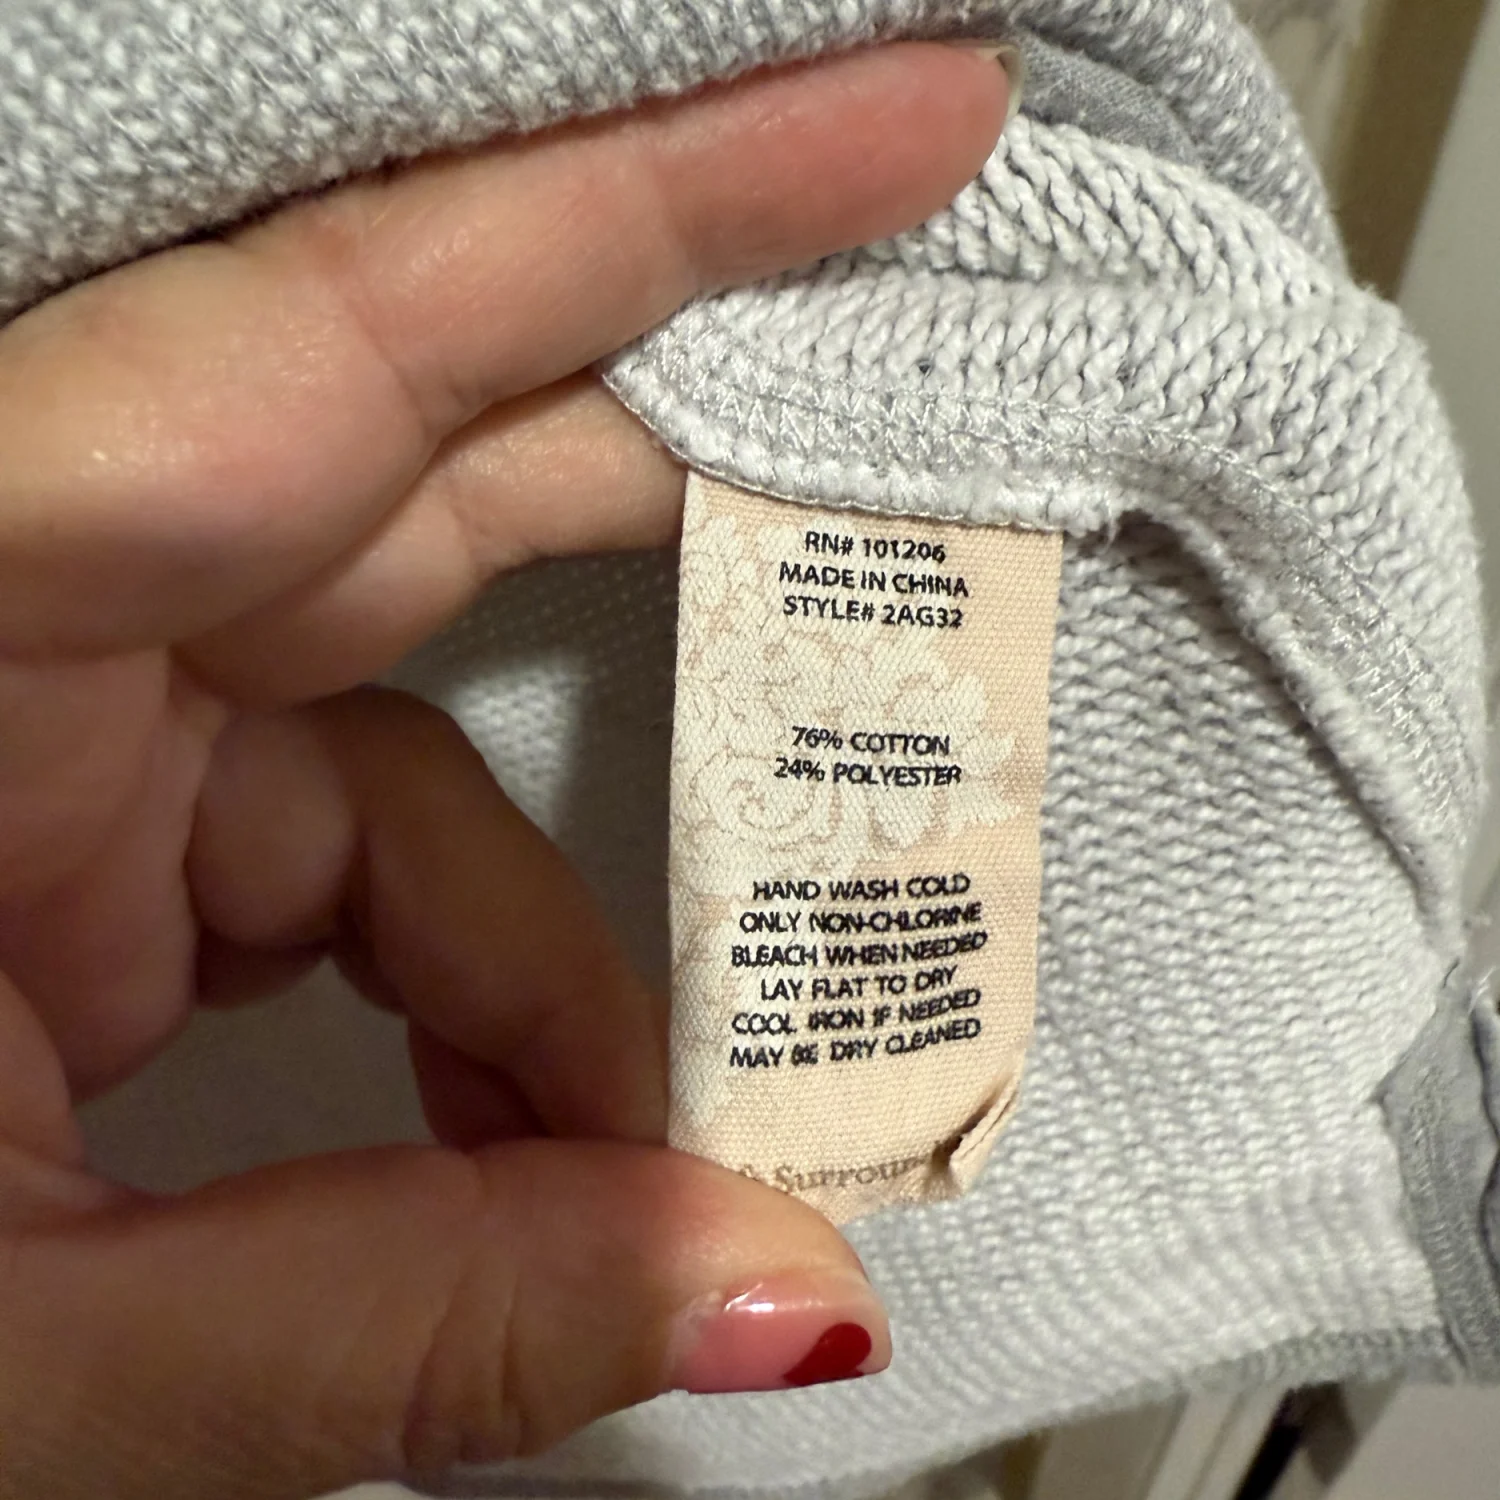 RN# 101206
MADE IN CHINA
STYLE# 2AG32
76% COTTON
24% POLYESTER
HAND WASH COLD
ONLY NON-CHLORINE
BLEACH WHEN NEEDED
LAY FLAT TO DRY
COOL IRON IF NEEDED
MAY BE DRY CLEANED